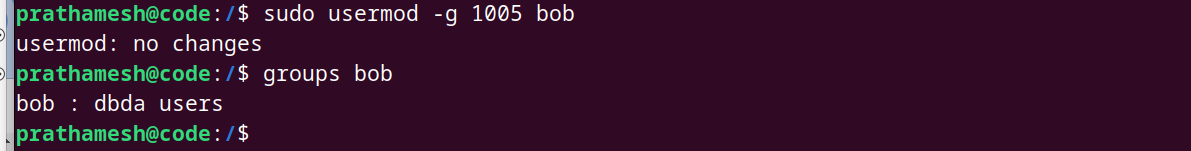 prathamesh@code:/$ sudo usermod -g 1005 bob
usermod: no changes
prathamesh@code:/$ groups bob
bob : dbda users
prathamesh@code:/$